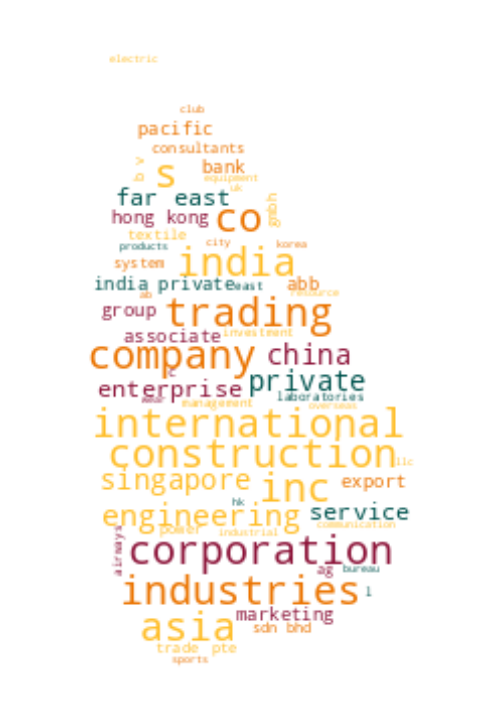 electric
club
pacific
consultants
b v
s
bank
equipment
uk
far east
gmbh
hong kong
co
textile
products
city
korea
system
india
india private
east
abb
ab
resource
group
trading
associate
investment
company
china
enterprise
private
laboratories
management
overseas
international
construction
llc
singapore
inc
export
hk
engineering
service
power
industrial
communication
airways
corporation
ag
bureau
industries
l
marketing
asia
sdn bhd
trade pte
sports